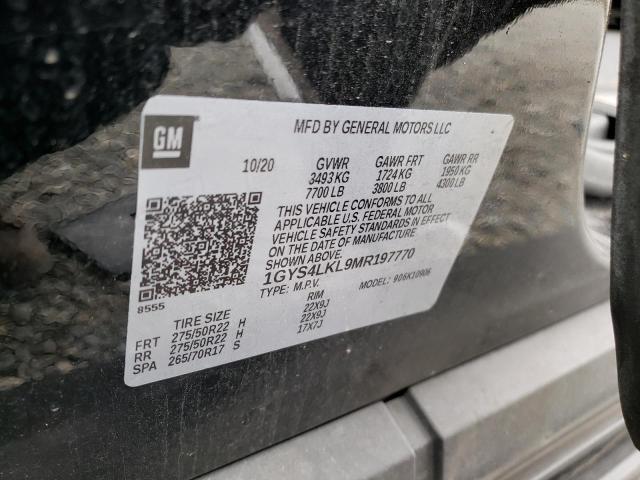 GM
MFD BY GENERAL MOTORS LLC
10/20 GVWR GAWR FRT GAWR RR
3493 KG 1724 KG 1950 KG
7700 LB 3800 LB 4300 LB
THIS VEHICLE CONFORMS TO ALL
APPLICABLE U.S. FEDERAL MOTOR
VEHICLE SAFETY STANDARDS IN EFFECT
ON THE DATE OF MANUFACTURE
SHOWN ABOVE.
1GYS4LKL9MR197770
TYPE: M.P.V. MODEL: 906K10906
8555
TIRE SIZE RIM
FRT 275/50R22 H 22X9J
RR 275/50R22 H 22X9J
SPA 265/70R17 S 17X7J